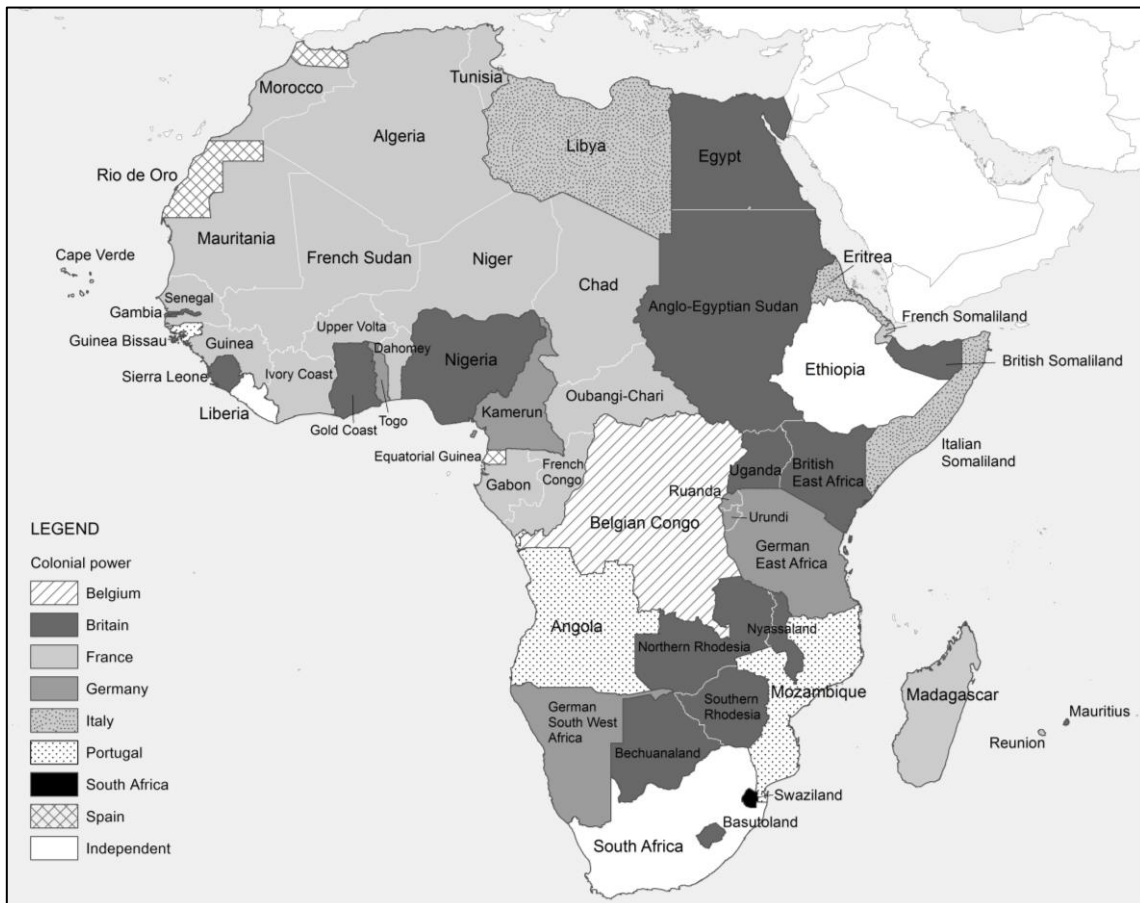 Morocco
Tunisia
Algeria
Libya
Egypt
Rio de Oro
Mauritania
French Sudan
Niger
Chad
Cape Verde
Eritrea
Anglo-Egyptian Sudan
Senegal
Gambia
French Somaliland
Upper Volta
Guinea Bissau
Guinea
Dahomey
Nigeria
British Somaliland
Sierra Leone
Ivory Coast
Ethiopia
Oubangi-Chari
Liberia
Kamerun
Togo
Gold Coast
Italian
Somaliland
Equatorial Guinea
French
Congo
Uganda
British
East Africa
Gabon
Ruanda
Urundi
Belgian Congo
German
East Africa
LEGEND
Colonial power
Belgium
Britain
France
Germany
Italy
Portugal
South Africa
Spain
Independent
Angola
Nyassaland
Northern Rhodesia
Mozambique
Madagascar
Southern
Rhodesia
German
South West
Africa
Mauritius
Reunion
Bechuanaland
Swaziland
Basutoland
South Africa